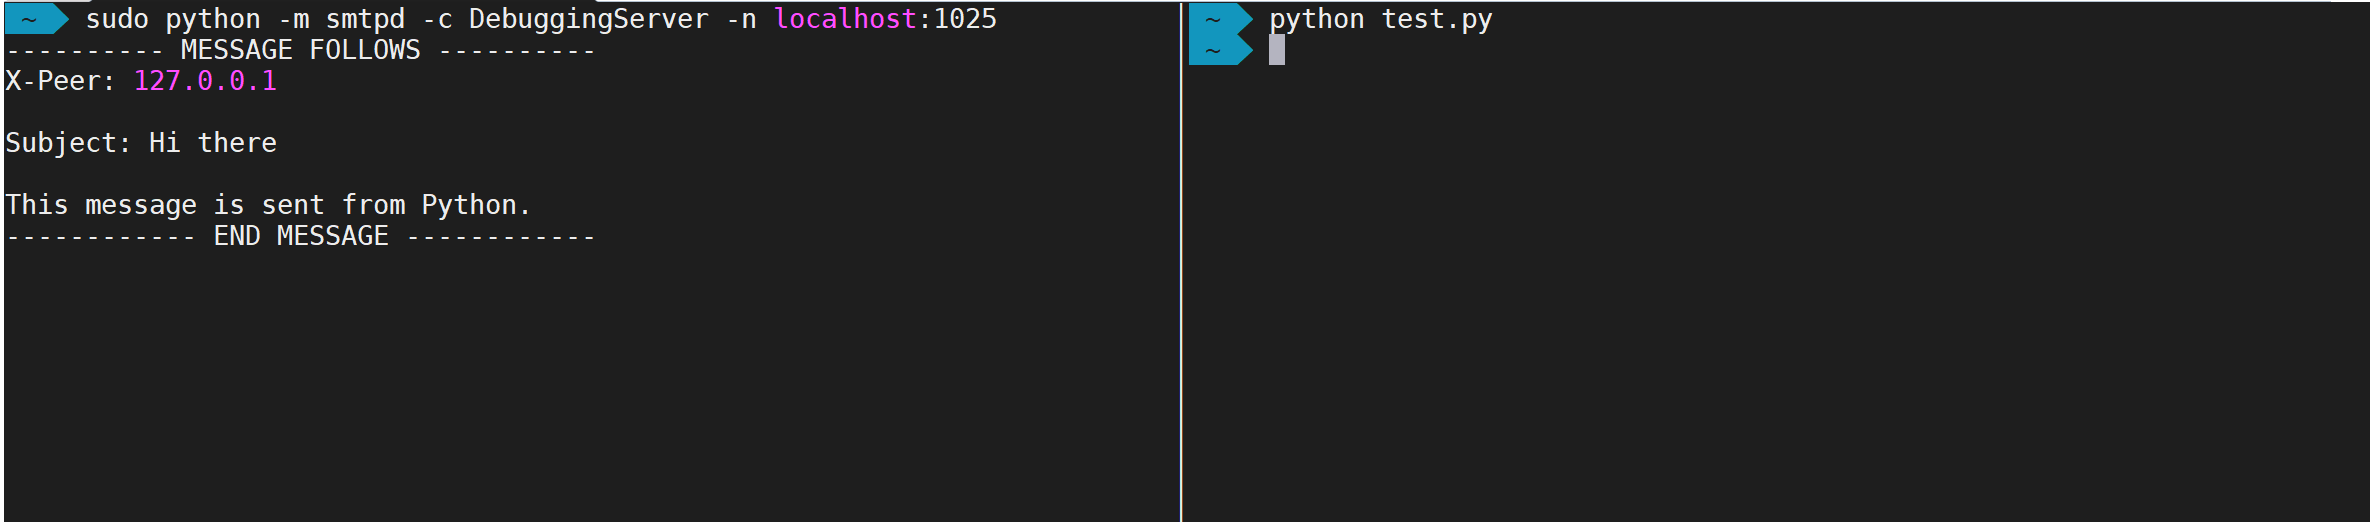 ~ sudo python -m smtpd -c DebuggingServer -n localhost:1025
---------- MESSAGE FOLLOWS ----------
X-Peer: 127.0.0.1

Subject: Hi there

This message is sent from Python.
------------ END MESSAGE ------------
~ python test.py
~